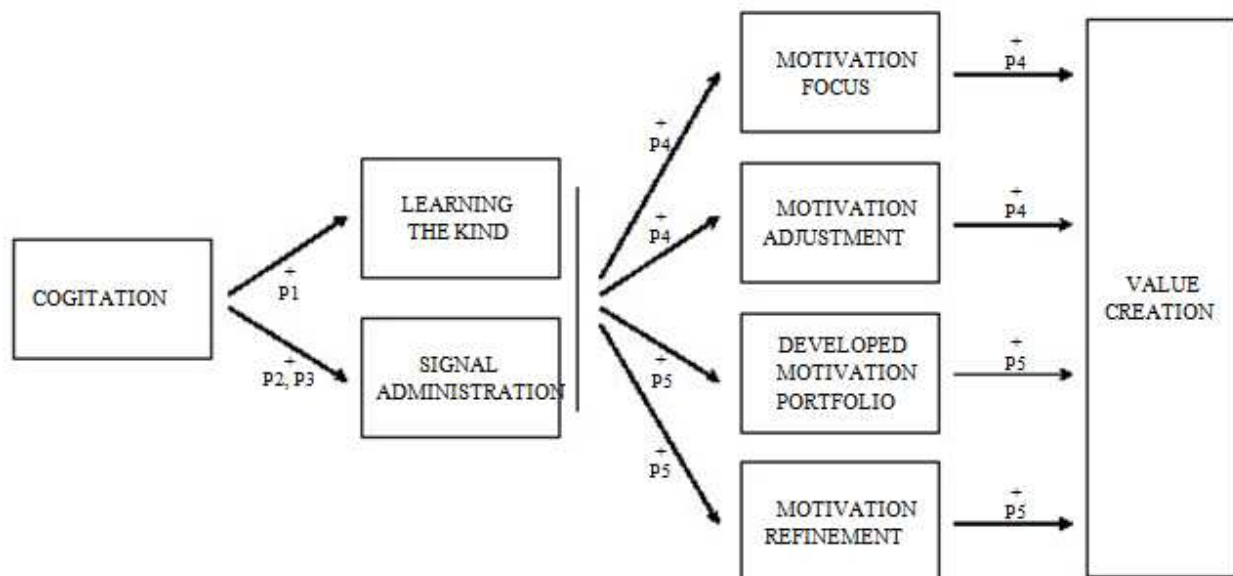 COGITATION
+
P1
+
P2, P3
LEARNING
THE KIND
SIGNAL
ADMINISTRATION
+
P4
+
P4
+
P5
+
P5
MOTIVATION
FOCUS
MOTIVATION
ADJUSTMENT
DEVELOPED
MOTIVATION
PORTFOLIO
MOTIVATION
REFINEMENT
+
P4
+
P4
+
P5
+
P5
VALUE
CREATION